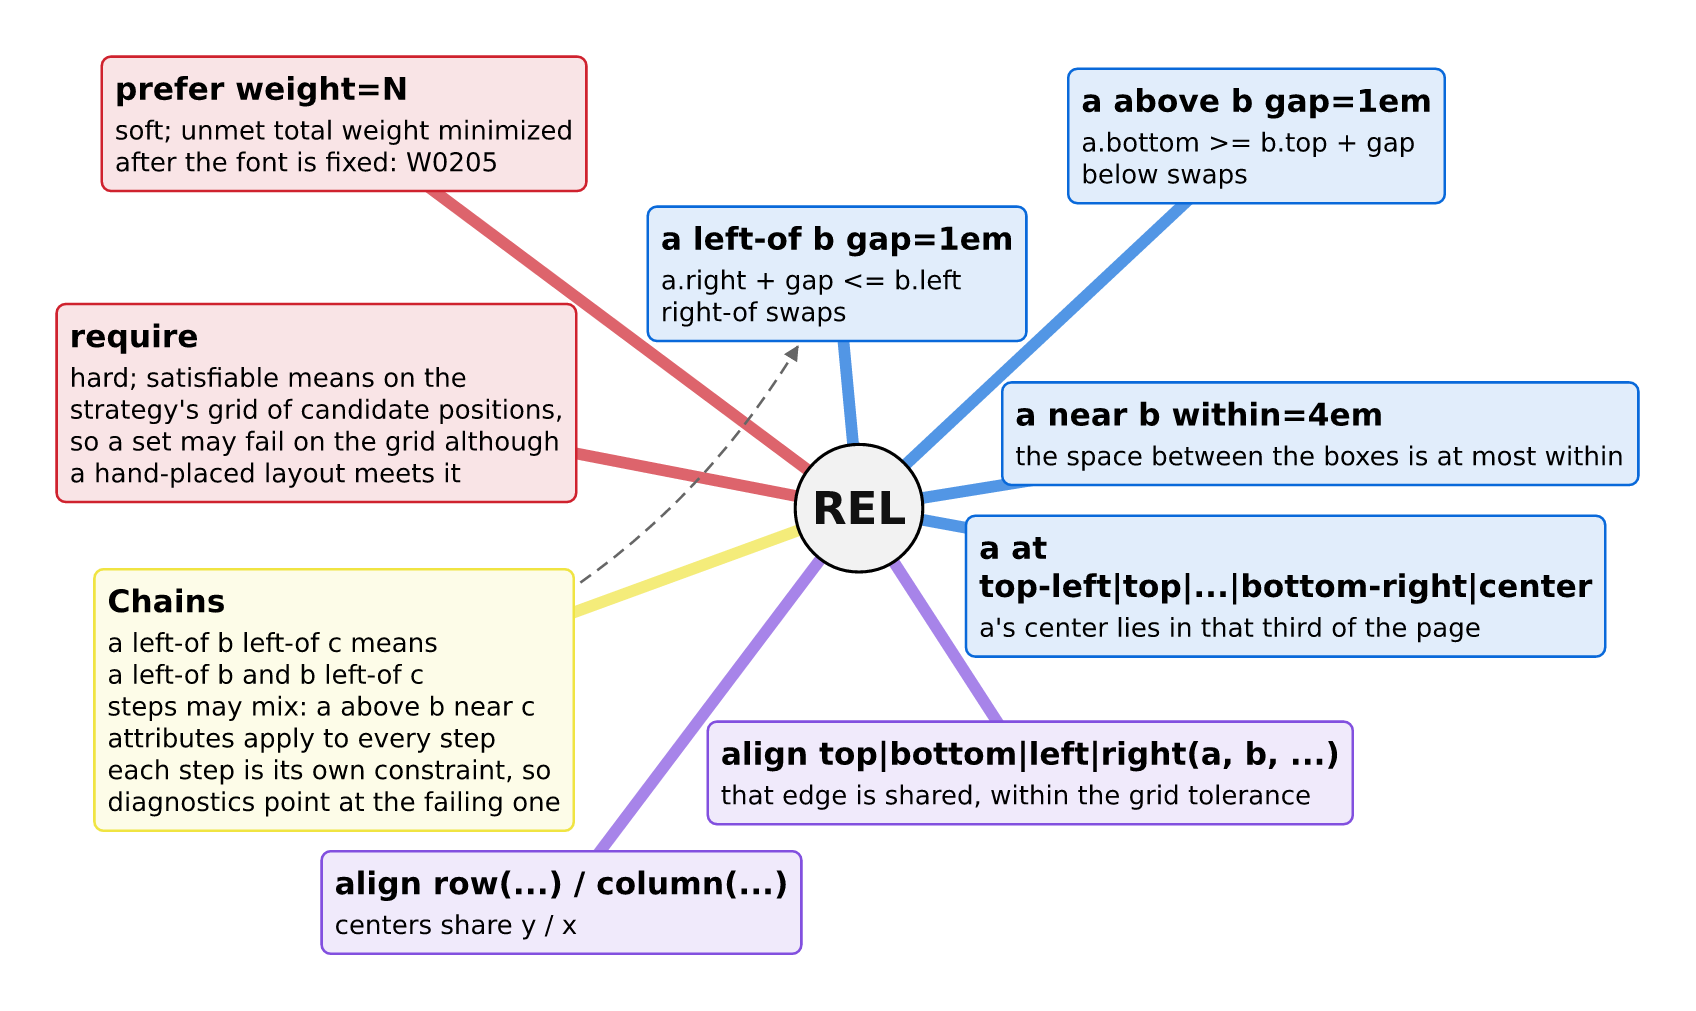 prefer weight=N
soft; unmet total weight minimized
after the font is fixed: W0205
a above b gap=1em
a.bottom >= b.top + gap
below swaps
a left-of b gap=1em
a.right + gap <= b.left
right-of swaps
require
hard; satisfiable means on the
strategy's grid of candidate positions,
so a set may fail on the grid although
a hand-placed layout meets it
a near b within=4em
the space between the boxes is at most within
REL
a at
top-left|top|...|bottom-right|center
a's center lies in that third of the page
Chains
a left-of b left-of c means
a left-of b and b left-of c
steps may mix: a above b near c
attributes apply to every step
each step is its own constraint, so
diagnostics point at the failing one
align top|bottom|left|right(a, b, ...)
that edge is shared, within the grid tolerance
align row(...) / column(...)
centers share y / x